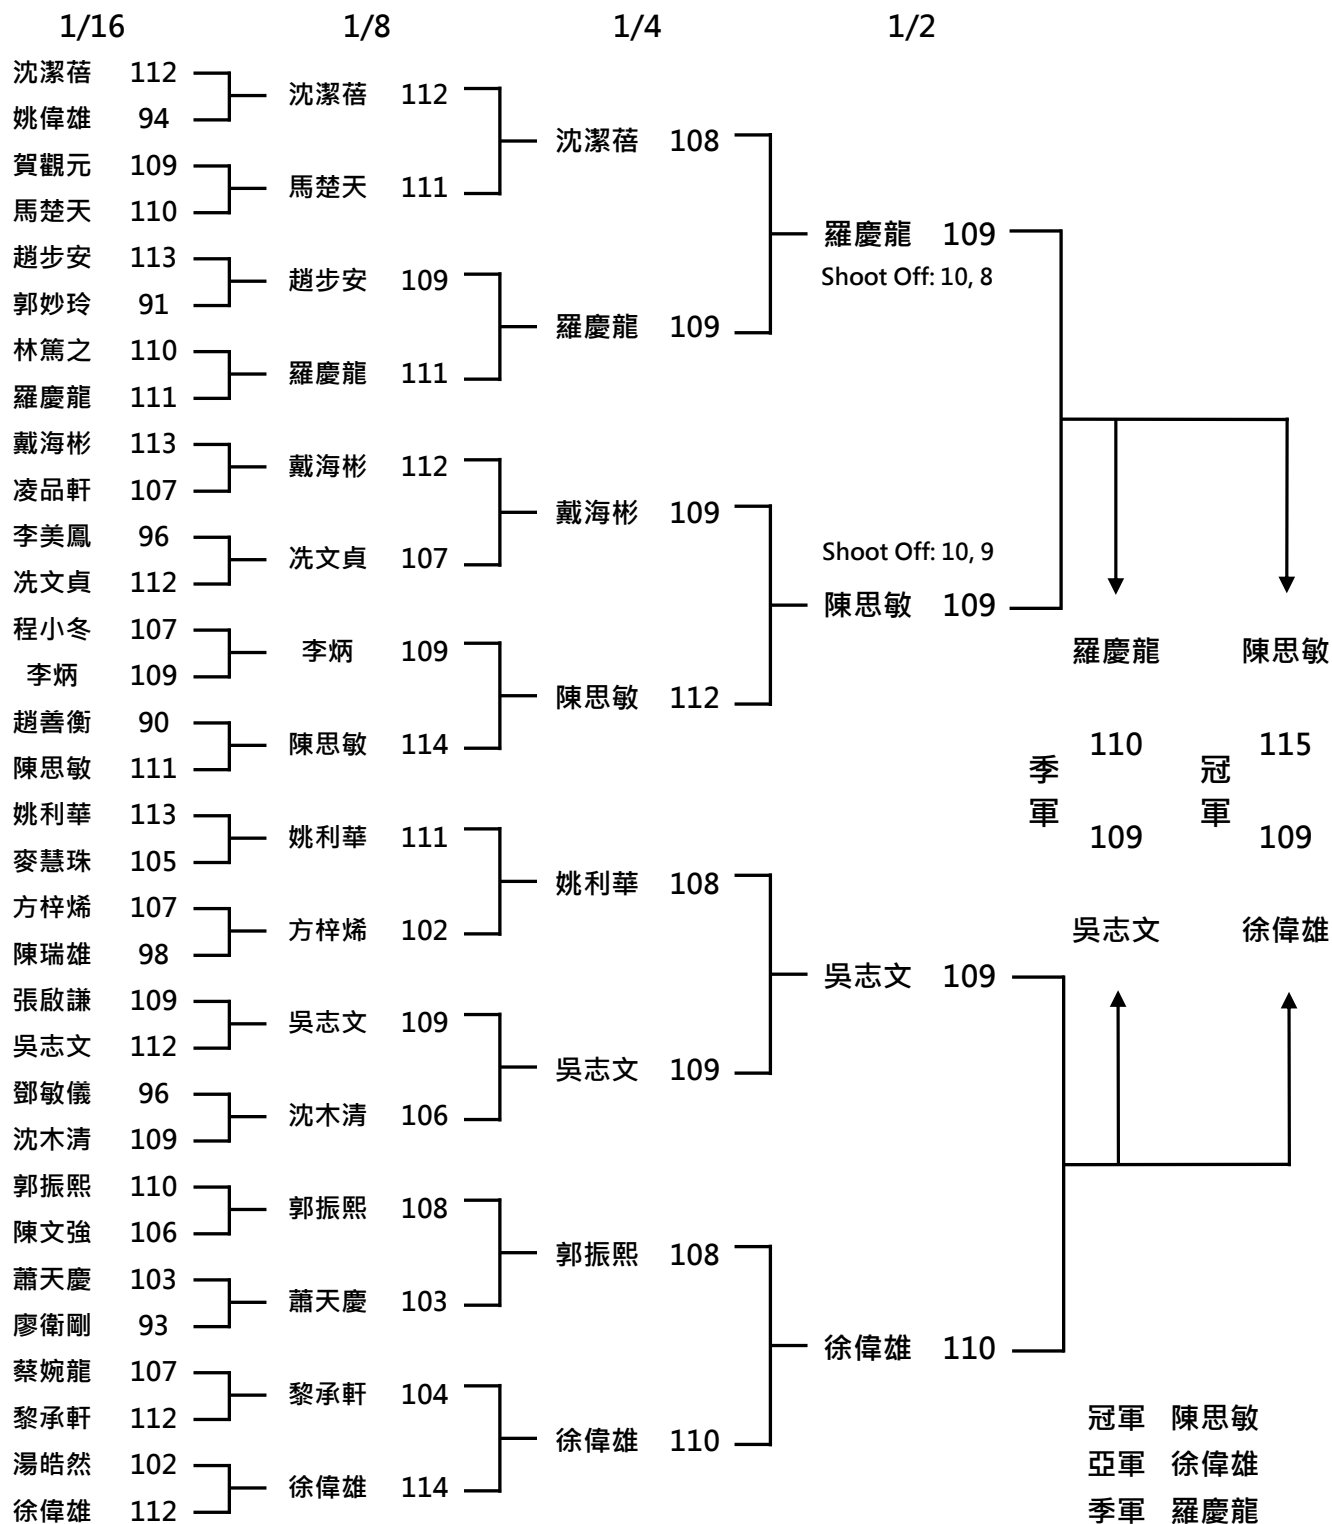 1/16 1/8 1/4 1/2
沈潔蓓 112
姚偉雄 94
賀觀元 109
馬楚天 110
趙步安 113
郭妙玲 91
林篤之 110
羅慶龍 111
戴海彬 113
凌品軒 107
李美鳳 96
冼文貞 112
程小冬 107
李炳 109
趙善衡 90
陳思敏 111
姚利華 113
麥慧珠 105
方梓烯 107
陳瑞雄 98
張啟謙 109
吳志文 112
鄧敏儀 96
沈木清 109
郭振熙 110
陳文強 106
蕭天慶 103
廖衛剛 93
蔡婉龍 107
黎承軒 112
湯皓然 102
徐偉雄 112
沈潔蓓 112
馬楚天 111
趙步安 109
羅慶龍 111
戴海彬 112
冼文貞 107
李炳 109
陳思敏 114
姚利華 111
方梓烯 102
吳志文 109
沈木清 106
郭振熙 108
蕭天慶 103
黎承軒 104
徐偉雄 114
沈潔蓓 108
羅慶龍 109
戴海彬 109
陳思敏 112
姚利華 108
吳志文 109
郭振熙 108
徐偉雄 110
羅慶龍 109
Shoot Off: 10, 8
Shoot Off: 10, 9
陳思敏 109
吳志文 109
徐偉雄 110
羅慶龍 陳思敏
110 115
季軍 冠軍
109 109
吳志文 徐偉雄
冠軍 陳思敏
亞軍 徐偉雄
季軍 羅慶龍